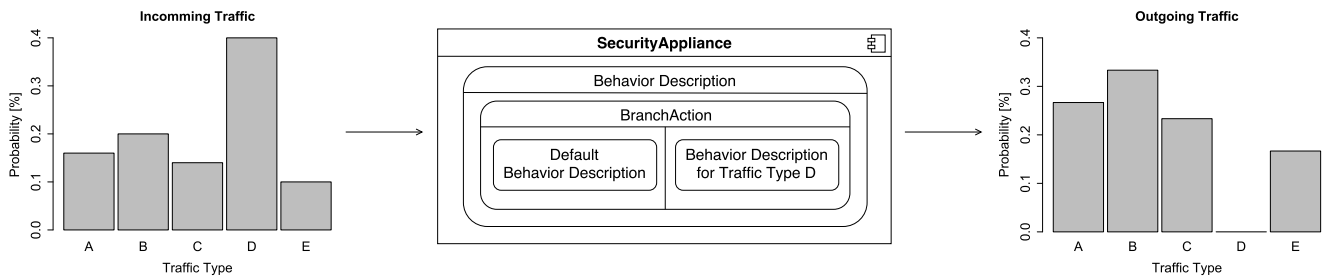 Incomming Traffic
Probability [%]
0.4
0.3
0.2
0.1
0.0
A B C D E
Traffic Type
SecurityAppliance
Behavior Description
BranchAction
Default
Behavior Description
Behavior Description
for Traffic Type D
Outgoing Traffic
Probability [%]
0.4
0.3
0.2
0.1
0.0
A B C D E
Traffic Type